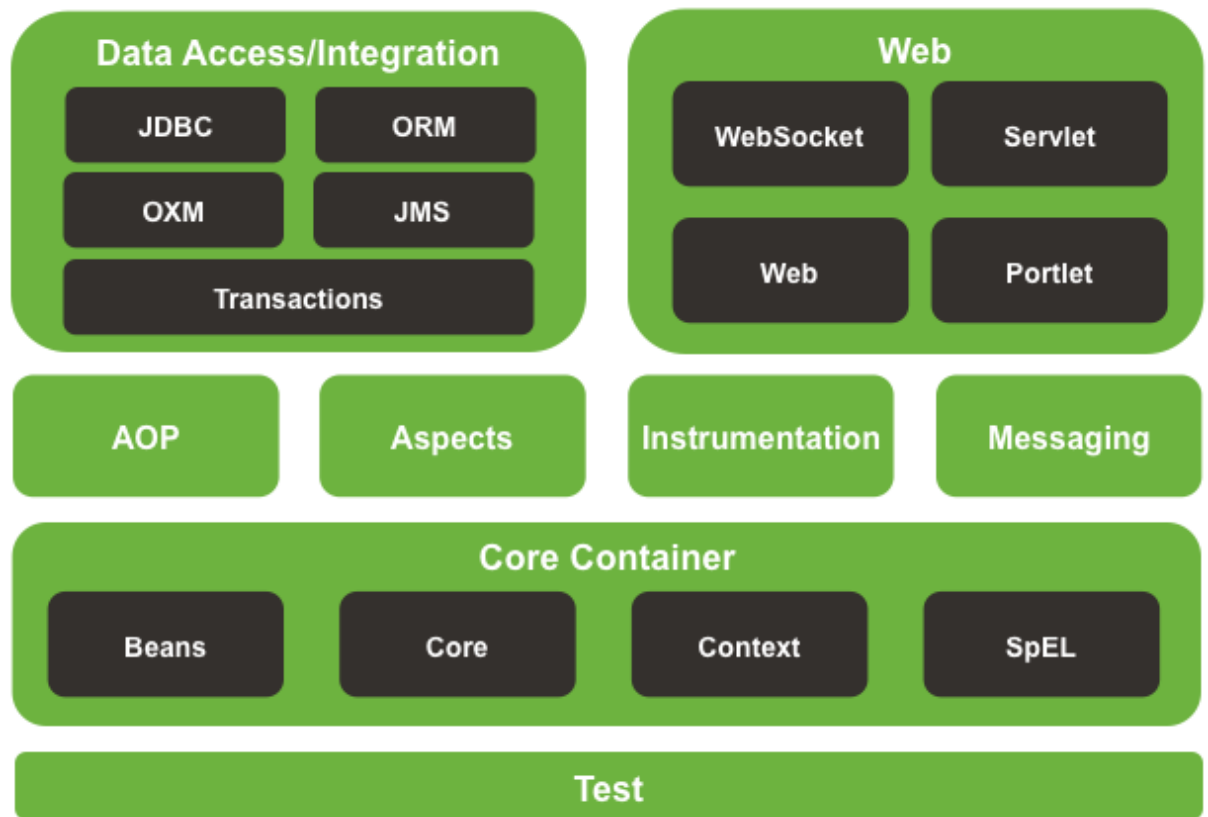 Data Access/Integration
JDBC
ORM
OXM
JMS
Transactions
Web
WebSocket
Servlet
Web
Portlet
AOP
Aspects
Instrumentation
Messaging
Core Container
Beans
Core
Context
SpEL
Test